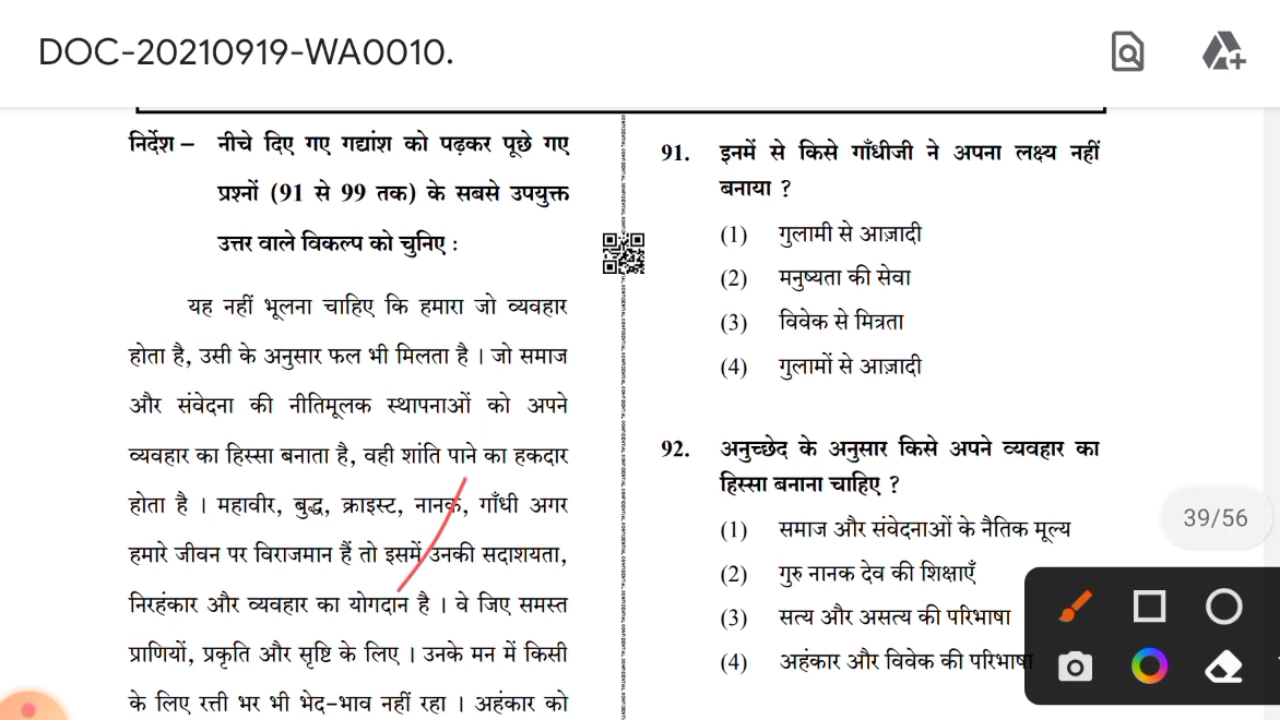 DOC-20210919-WA0010.
निर्देश – नीचे दिए गए गद्यांश को पढ़कर पूछे गए
प्रश्नों (91 से 99 तक) के सबसे उपयुक्त
उत्तर वाले विकल्प को चुनिए :
यह नहीं भूलना चाहिए कि हमारा जो व्यवहार
होता है, उसी के अनुसार फल भी मिलता है । जो समाज
और संवेदना की नीतिमूलक स्थापनाओं को अपने
व्यवहार का हिस्सा बनाता है, वही शांति पाने का हकदार
होता है । महावीर, बुद्ध, क्राइस्ट, नानक, गाँधी अगर
हमारे जीवन पर विराजमान हैं तो इसमें उनकी सदाशयता,
निरहंकार और व्यवहार का योगदान है । वे जिए समस्त
प्राणियों, प्रकृति और सृष्टि के लिए । उनके मन में किसी
के लिए रत्ती भर भी भेद-भाव नहीं रहा । अहंकार को
91. इनमें से किसे गाँधीजी ने अपना लक्ष्य नहीं
बनाया ?
(1) गुलामी से आज़ादी
(2) मनुष्यता की सेवा
(3) विवेक से मित्रता
(4) गुलामों से आज़ादी
92. अनुच्छेद के अनुसार किसे अपने व्यवहार का
हिस्सा बनाना चाहिए ?
(1) समाज और संवेदनाओं के नैतिक मूल्य
(2) गुरु नानक देव की शिक्षाएँ
(3) सत्य और असत्य की परिभाषा
(4) अहंकार और विवेक की परिभाषा
39/56